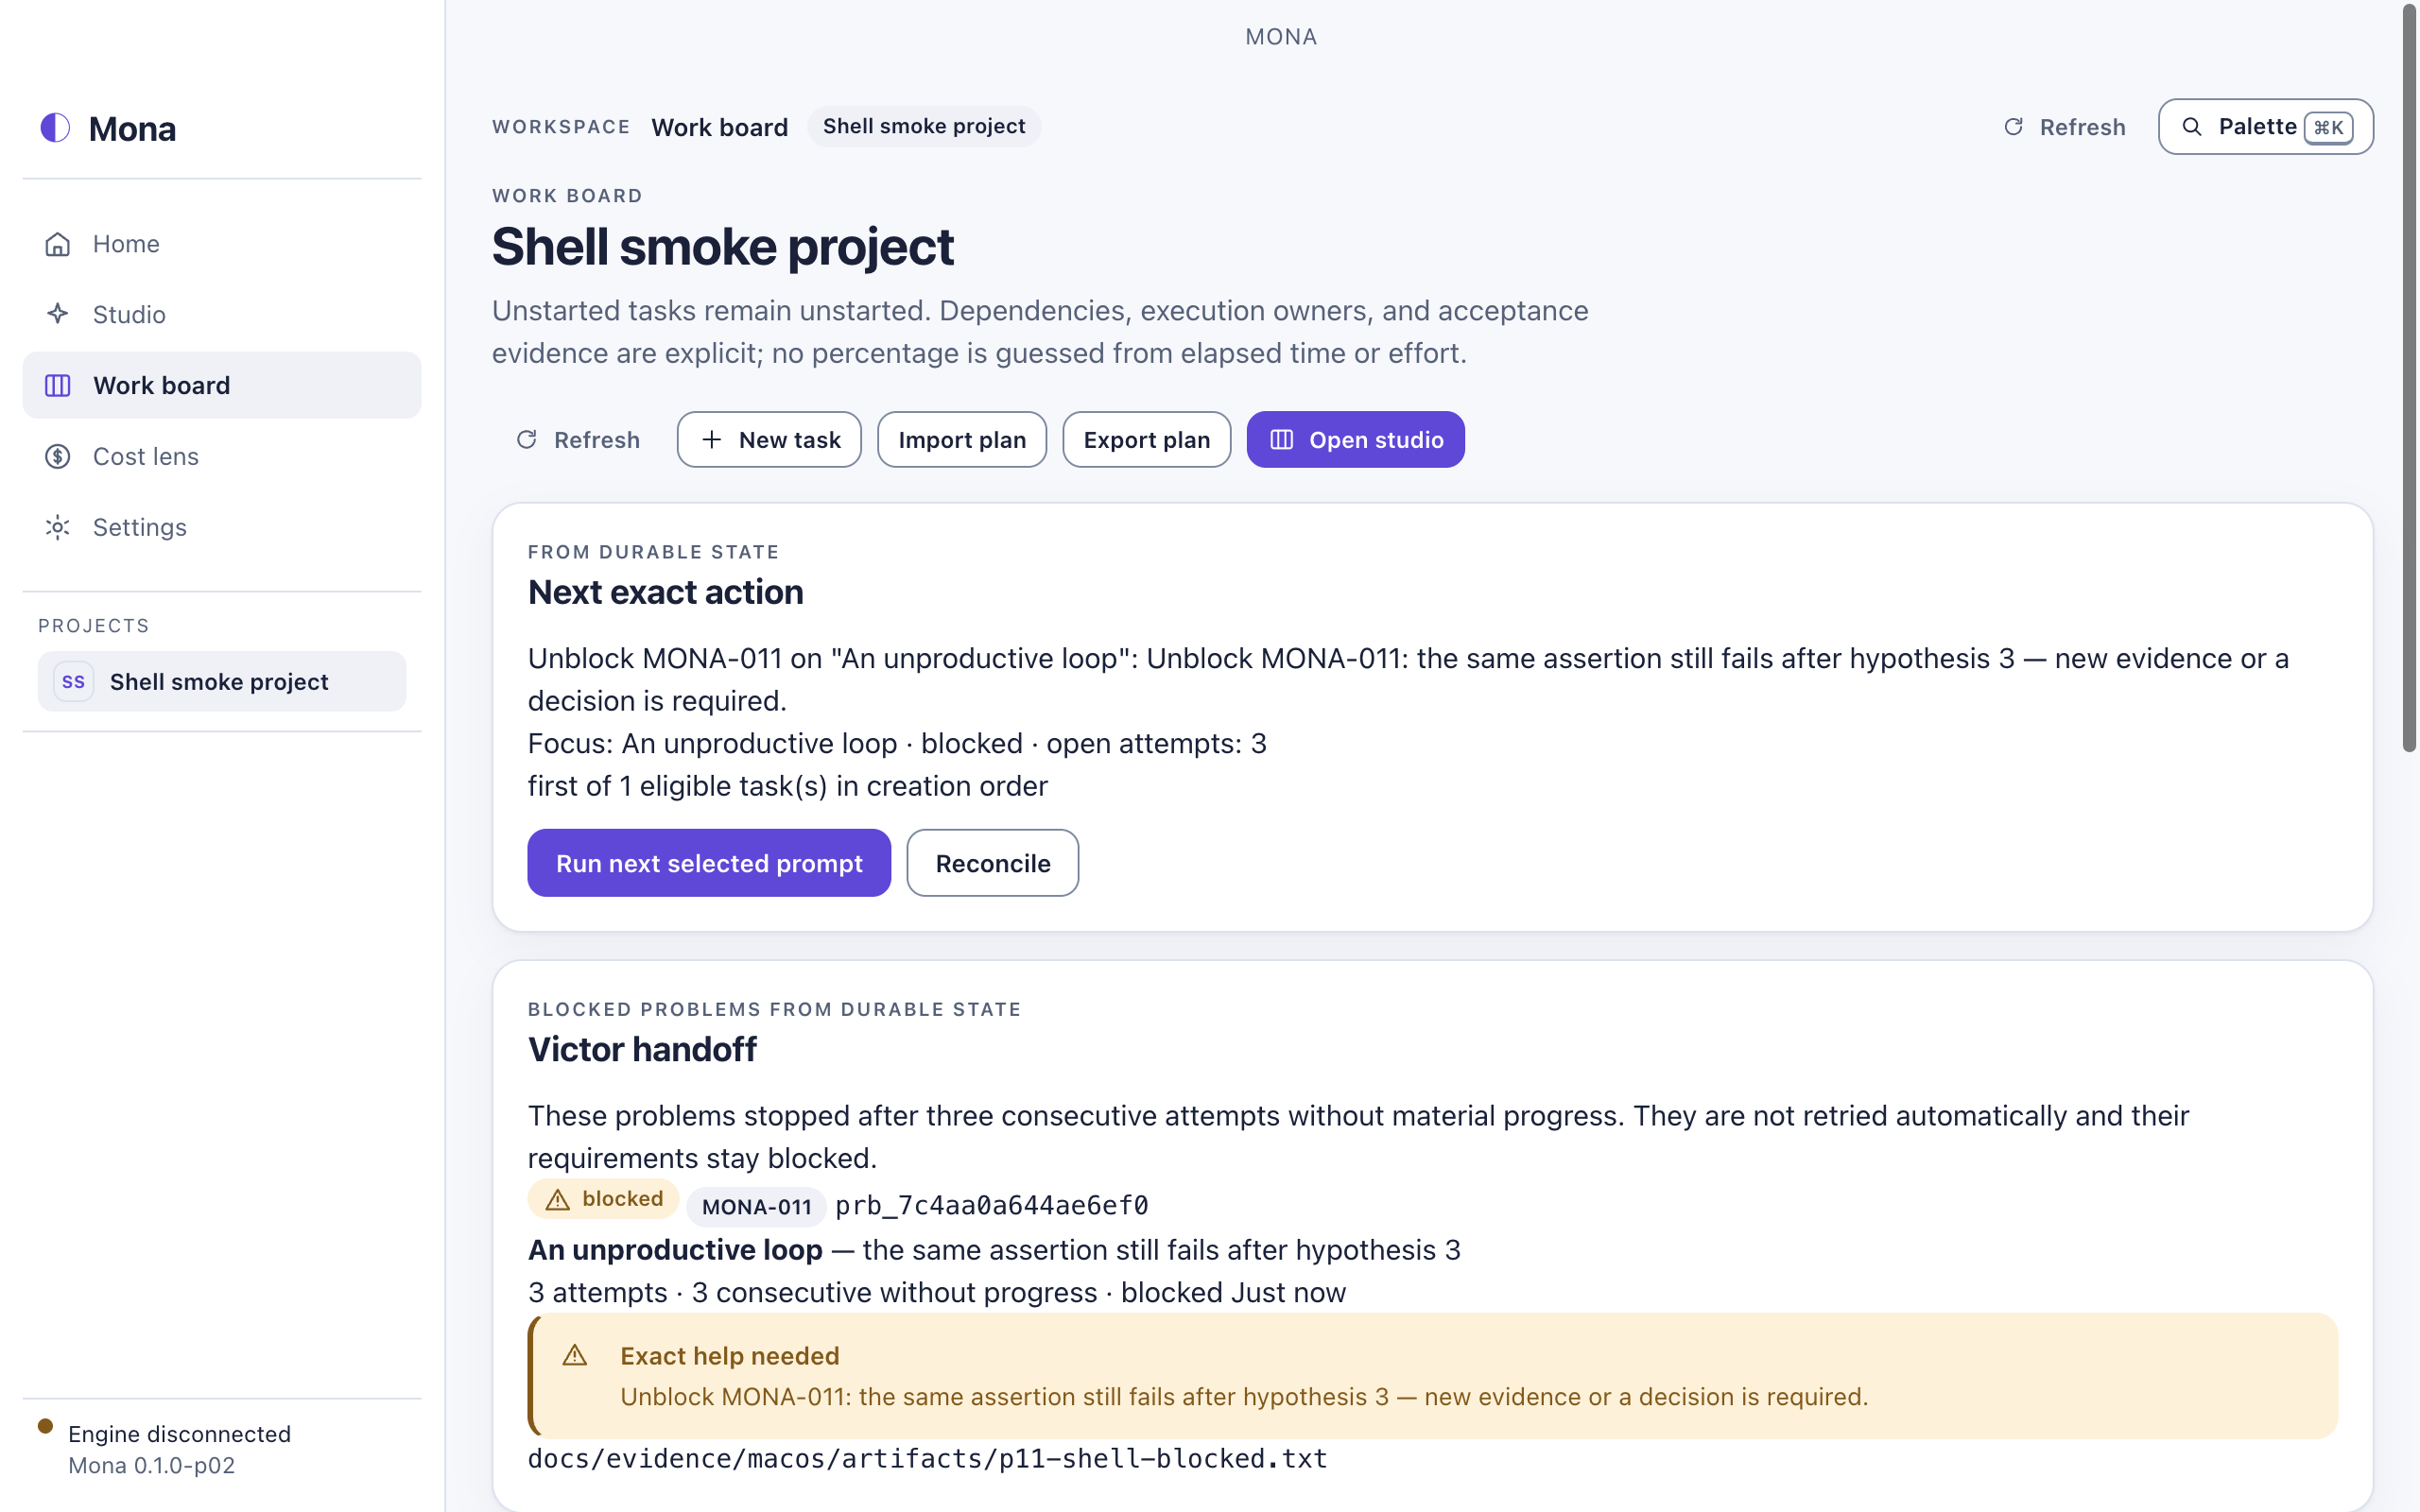 MONA
Mona
Home
Studio
Work board
Cost lens
Settings
PROJECTS
SS Shell smoke project
Engine disconnected
Mona 0.1.0-p02
WORKSPACE Work board Shell smoke project
Refresh Palette ⌘K
WORK BOARD
Shell smoke project
Unstarted tasks remain unstarted. Dependencies, execution owners, and acceptance
evidence are explicit; no percentage is guessed from elapsed time or effort.
Refresh New task Import plan Export plan Open studio
FROM DURABLE STATE
Next exact action
Unblock MONA-011 on "An unproductive loop": Unblock MONA-011: the same assertion still fails after hypothesis 3 — new evidence or a
decision is required.
Focus: An unproductive loop · blocked · open attempts: 3
first of 1 eligible task(s) in creation order
Run next selected prompt Reconcile
BLOCKED PROBLEMS FROM DURABLE STATE
Victor handoff
These problems stopped after three consecutive attempts without material progress. They are not retried automatically and their
requirements stay blocked.
blocked MONA-011 prb_7c4aa0a644ae6ef0
An unproductive loop — the same assertion still fails after hypothesis 3
3 attempts · 3 consecutive without progress · blocked Just now
Exact help needed
Unblock MONA-011: the same assertion still fails after hypothesis 3 — new evidence or a decision is required.
docs/evidence/macos/artifacts/p11-shell-blocked.txt